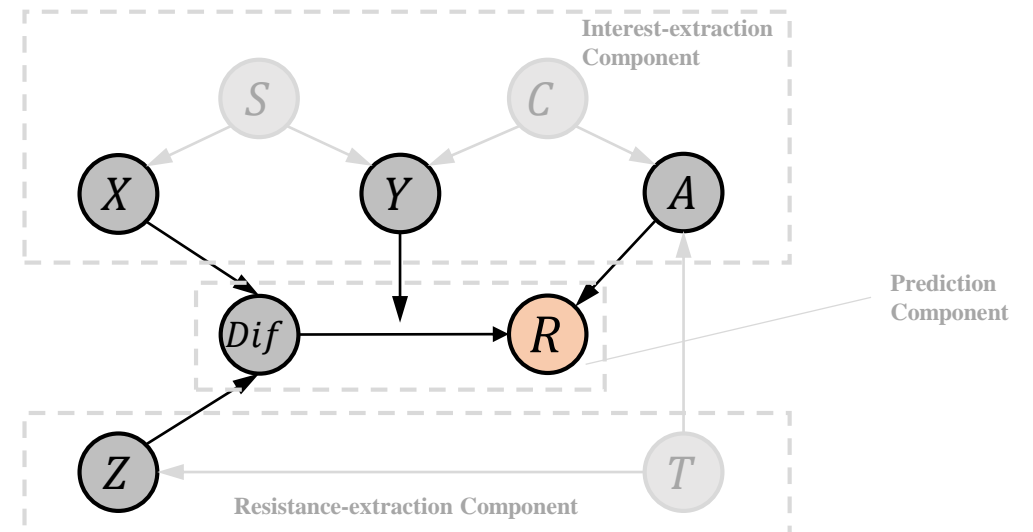 Interest-extraction
Component
S
C
X
Y
A
Prediction
Component
Dif
R
Z
T
Resistance-extraction Component